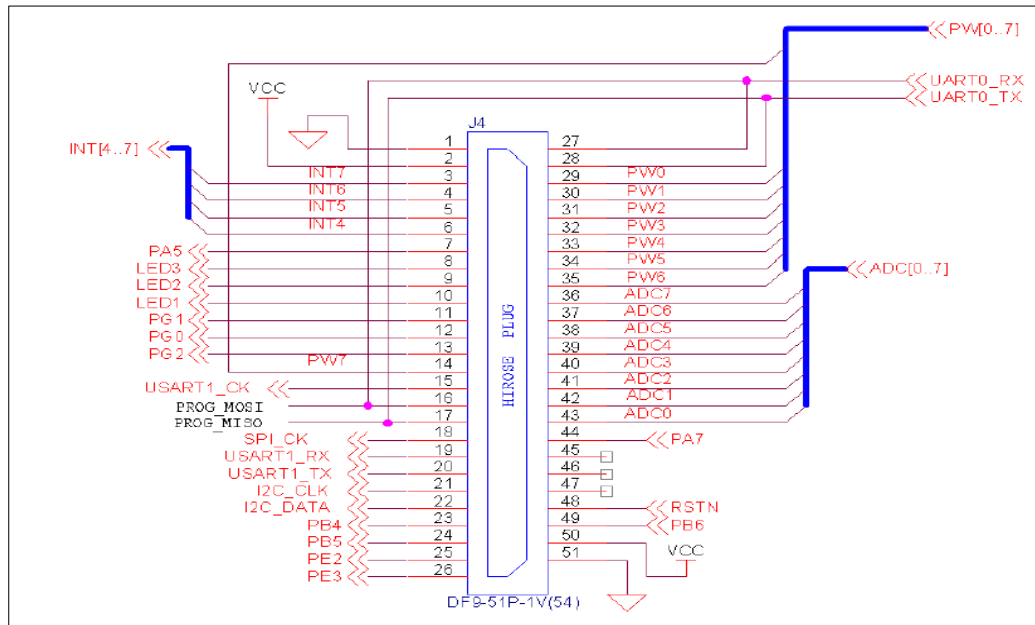 PW[0..7]
UART0_RX
UART0_TX
VCC
J4
INT[4..7]
1 27
2 28
INT7 3 29 PW0
INT6 4 30 PW1
INT5 5 31 PW2
INT4 6 32 PW3
PA5 7 33 PW4
LED3 8 34 PW5
LED2 9 35 PW6
LED1 10 36 ADC7
PG1 11 37 ADC6
PG0 12 38 ADC5
PG2 13 39 ADC4
PW7 14 40 ADC3
USART1_CK 15 41 ADC2
PROG_MOSI 16 42 ADC1
PROG_MISO 17 43 ADC0
SPI_CK 18 44 PA7
USART1_RX 19 45
USART1_TX 20 46
I2C_CLK 21 47
I2C_DATA 22 48 RSTN
PB4 23 49 PB6
PB5 24 50
PE2 25 51 VCC
PE3 26
ADC[0..7]
HIROSE PLUG
DF9-51P-1V(54)